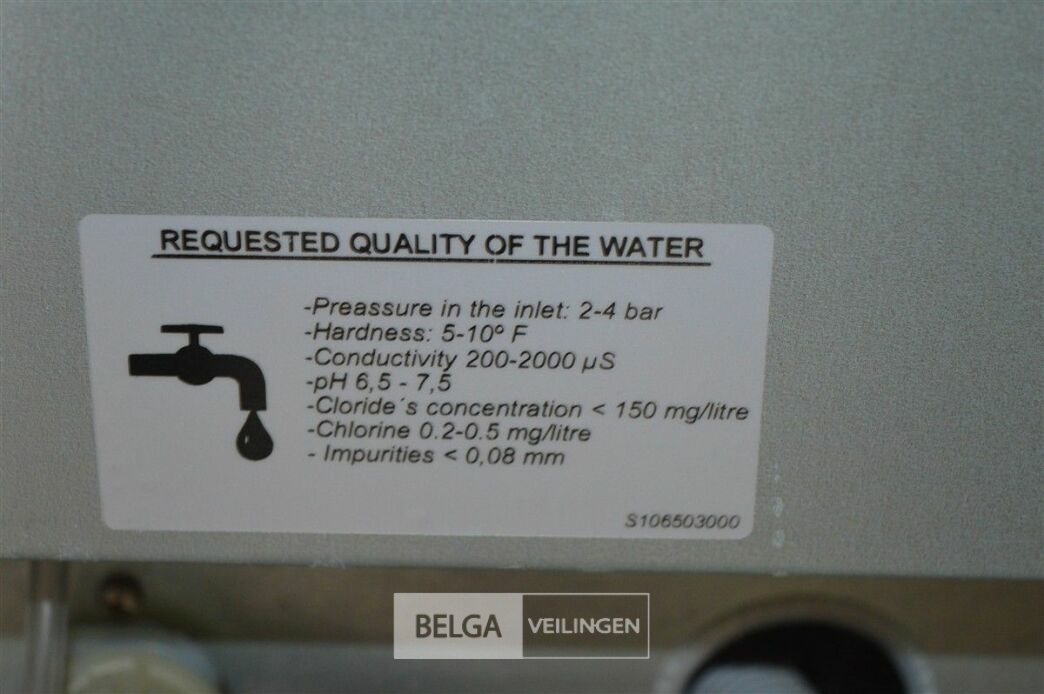 REQUESTED QUALITY OF THE WATER
-Preassure in the inlet: 2-4 bar
-Hardness: 5-10º F
-Conductivity 200-2000 µS
-pH 6,5 - 7,5
-Cloride´s concentration < 150 mg/litre
-Chlorine 0.2-0.5 mg/litre
- Impurities < 0,08 mm
S106503000
BELGA VEILINGEN